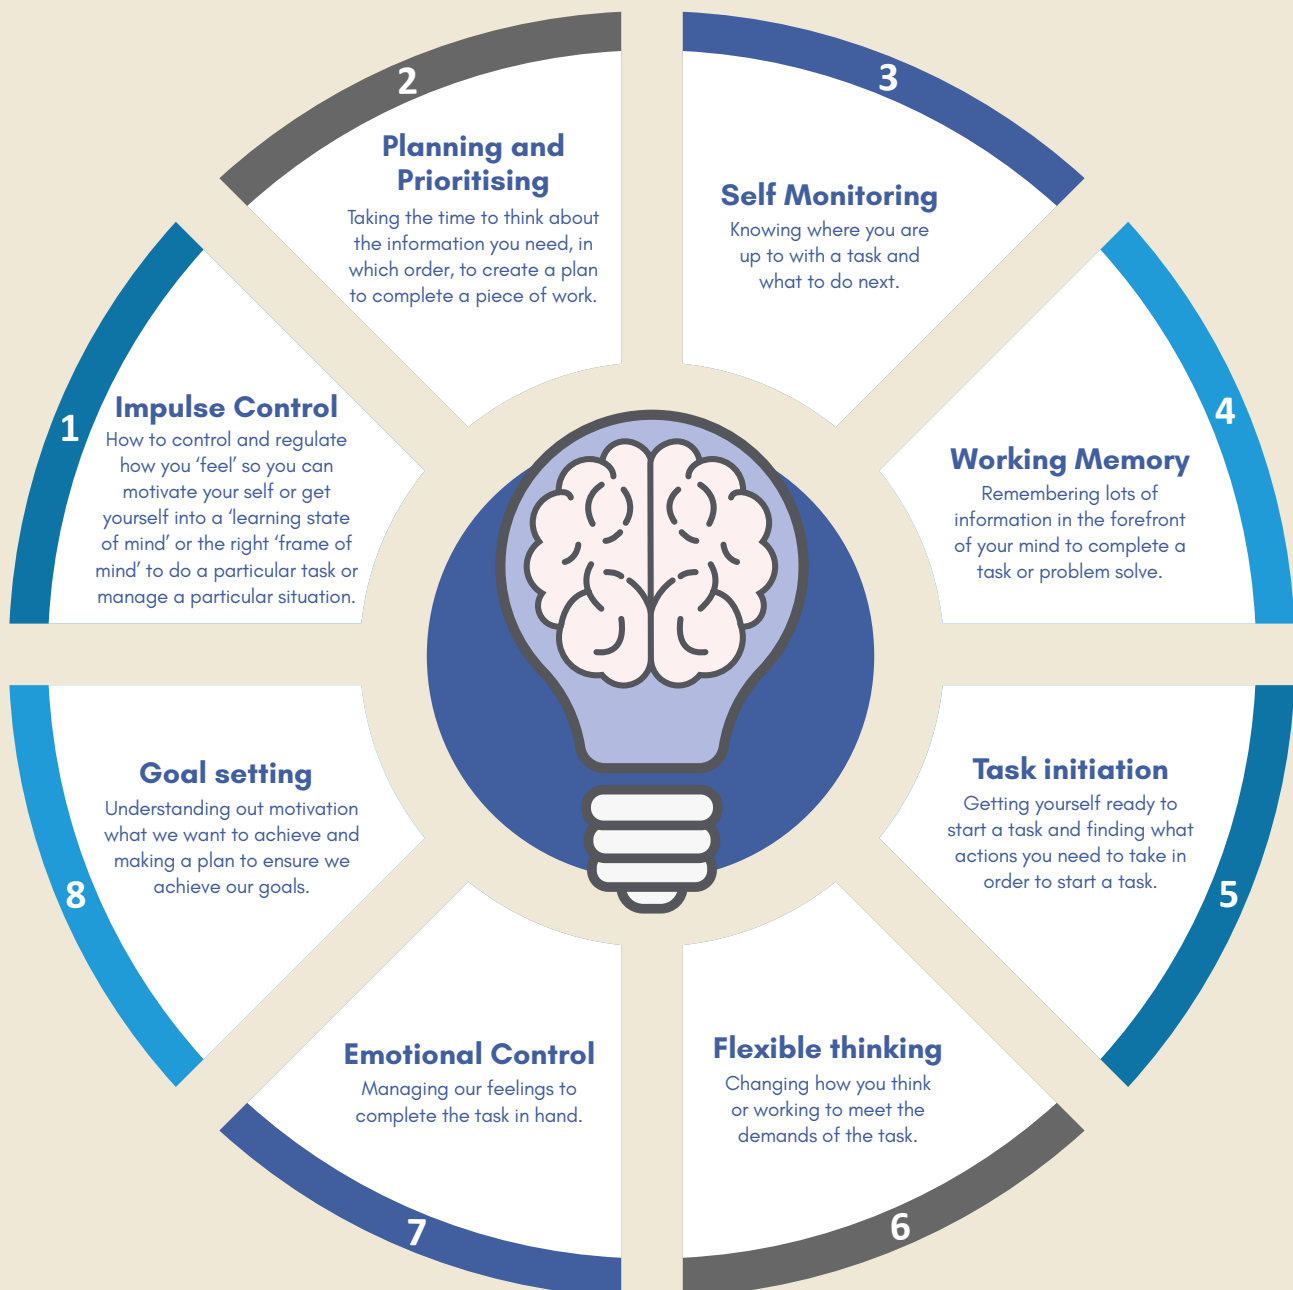 1
Impulse Control
How to control and regulate
how you ‘feel’ so you can
motivate your self or get
yourself into a ‘learning state
of mind’ or the right ‘frame of
mind’ to do a particular task or
manage a particular situation.
2
Planning and
Prioritising
Taking the time to think about
the information you need, in
which order, to create a plan
to complete a piece of work.
3
Self Monitoring
Knowing where you are
up to with a task and
what to do next.
4
Working Memory
Remembering lots of
information in the forefront
of your mind to complete a
task or problem solve.
5
Task initiation
Getting yourself ready to
start a task and finding what
actions you need to take in
order to start a task.
6
Flexible thinking
Changing how you think
or working to meet the
demands of the task.
7
Emotional Control
Managing our feelings to
complete the task in hand.
8
Goal setting
Understanding out motivation
what we want to achieve and
making a plan to ensure we
achieve our goals.